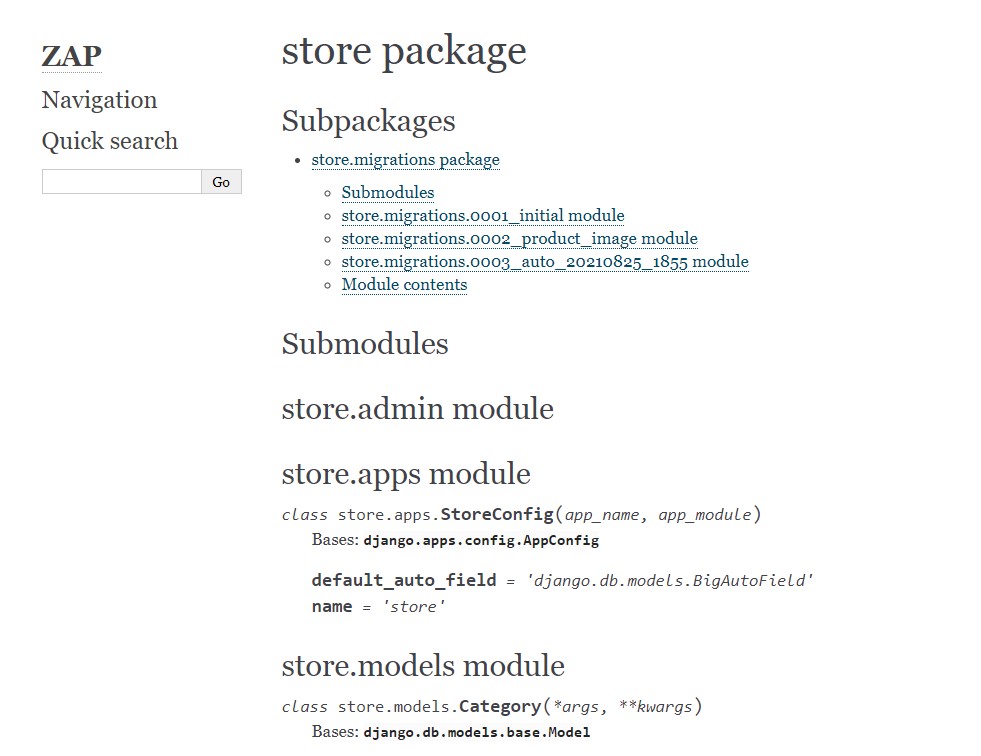 ZAP
Navigation
Quick search
Go
store package
Subpackages
store.migrations package
Submodules
store.migrations.0001_initial module
store.migrations.0002_product_image module
store.migrations.0003_auto_20210825_1855 module
Module contents
Submodules
store.admin module
store.apps module
class store.apps.StoreConfig(app_name, app_module)
Bases: django.apps.config.AppConfig
default_auto_field = 'django.db.models.BigAutoField'
name = 'store'
store.models module
class store.models.Category(*args, **kwargs)
Bases: django.db.models.base.Model